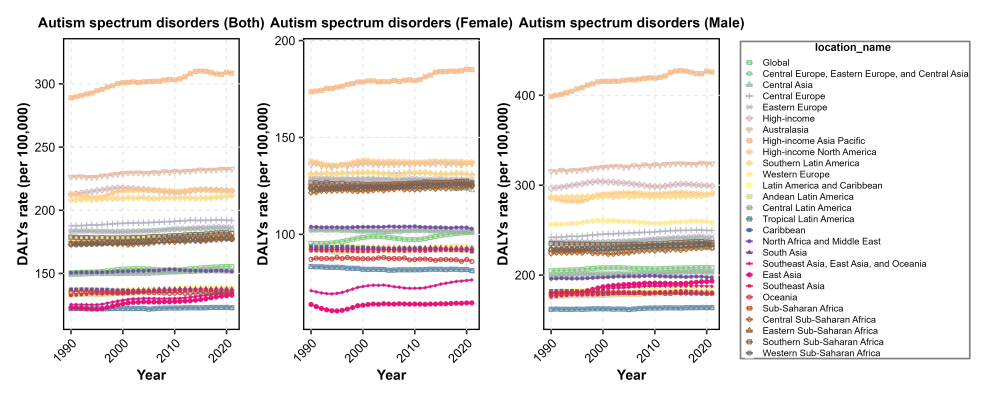 Autism spectrum disorders (Both)
Autism spectrum disorders (Female)
Autism spectrum disorders (Male)
DALYs rate (per 100,000)
300
250
200
150
1990
2000
2010
2020
Year
DALYs rate (per 100,000)
200
150
100
1990
2000
2010
2020
Year
DALYs rate (per 100,000)
400
300
200
1990
2000
2010
2020
Year
location_name
Global
Central Europe, Eastern Europe, and Central Asia
Central Asia
Central Europe
Eastern Europe
High-income
Australasia
High-income Asia Pacific
High-income North America
Southern Latin America
Western Europe
Latin America and Caribbean
Andean Latin America
Central Latin America
Tropical Latin America
Caribbean
North Africa and Middle East
South Asia
Southeast Asia, East Asia, and Oceania
East Asia
Southeast Asia
Oceania
Sub-Saharan Africa
Central Sub-Saharan Africa
Eastern Sub-Saharan Africa
Southern Sub-Saharan Africa
Western Sub-Saharan Africa